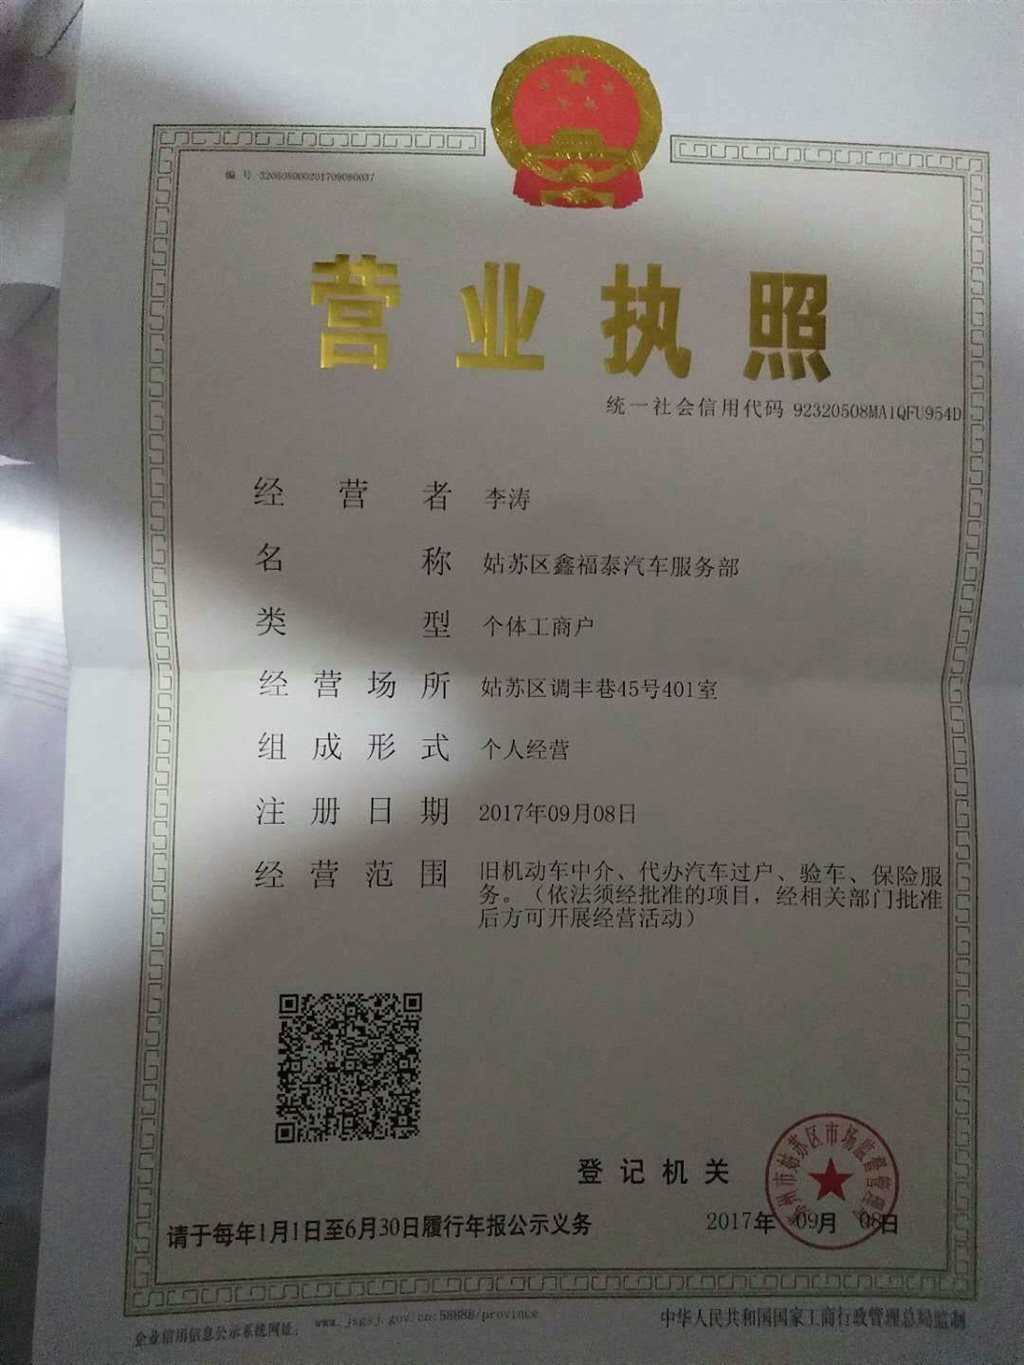 编 号 320508000201709080037
营业执照
统一社会信用代码 92320508MA1QFU954D
经营者 李涛
名称 姑苏区鑫福泰汽车服务部
类型 个体工商户
经营场所 姑苏区调丰巷45号401室
组成形式 个人经营
注册日期 2017年09月08日
经营范围 旧机动车中介、代办汽车过户、验车、保险服
务。（依法须经批准的项目，经相关部门批准
后方可开展经营活动）
苏州市姑苏区市场监督管理局
登记机关
请于每年1月1日至6月30日履行年报公示义务
2017年 09月 08日
企业信用信息公示系统网址： www.jsgsj.gov.cn:58888/province
中华人民共和国国家工商行政管理总局监制